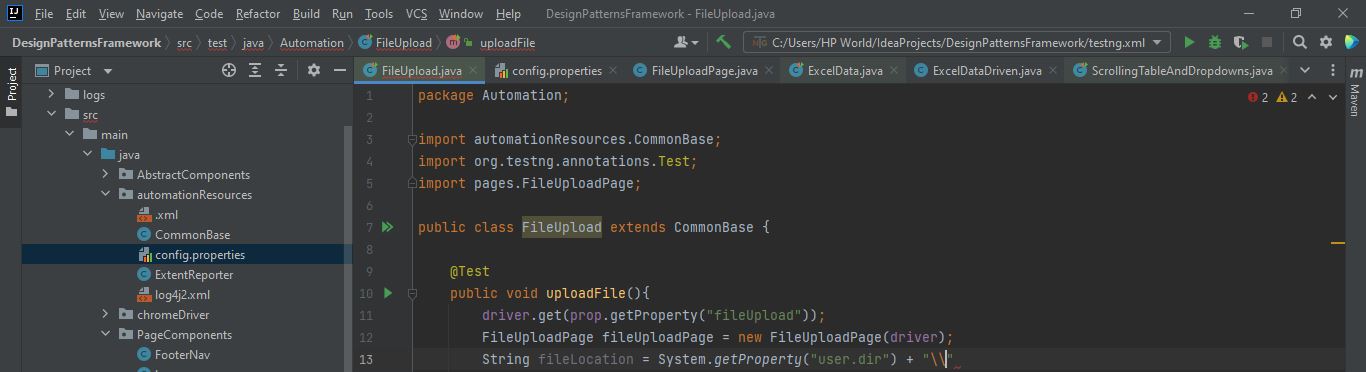 File Edit View Navigate Code Refactor Build Run Tools VCS Window Help DesignPatternsFramework - FileUpload.java
DesignPatternsFramework src test java Automation FileUpload uploadFile C:/Users/HP World/IdeaProjects/DesignPatternsFramework/testng.xml
Project
Project
FileUpload.java config.properties FileUploadPage.java ExcelData.java ExcelDataDriven.java ScrollingTableAndDropdowns.java
Maven
logs
src
main
java
AbstractComponents
automationResources
.xml
CommonBase
config.properties
ExtentReporter
log4j2.xml
chromeDriver
PageComponents
FooterNav
2 2
1 package Automation;
2
3 import automationResources.CommonBase;
4 import org.testng.annotations.Test;
5 import pages.FileUploadPage;
6
7 public class FileUpload extends CommonBase {
8
9 @Test
10 public void uploadFile(){
11 driver.get(prop.getProperty("fileUpload"));
12 FileUploadPage fileUploadPage = new FileUploadPage(driver);
13 String fileLocation = System.getProperty("user.dir") + "\\"